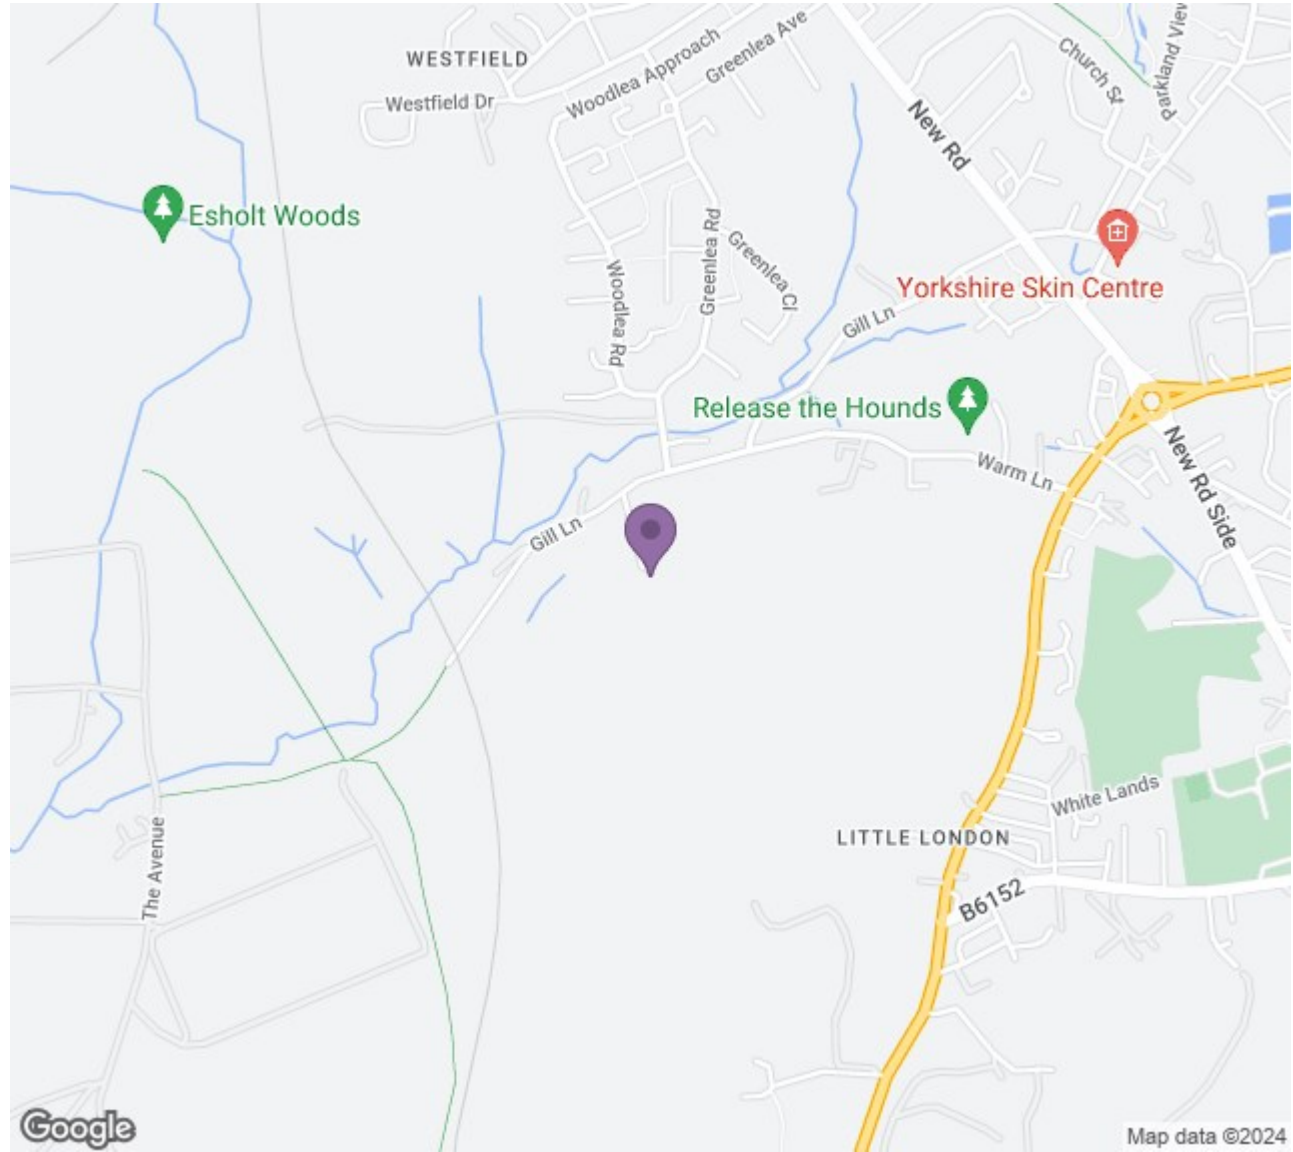 WESTFIELD
Westfield Dr
Woodlea Approach
Greenlea Ave
Church St
Parkland View
New Rd
Esholt Woods
Woodlea Rd
Greenlea Rd
Greenlea Cl
Yorkshire Skin Centre
Gill Ln
Release the Hounds
Warm Ln
New Rd Side
Gill Ln
White Lands
LITTLE LONDON
The Avenue
B6152
Google
Map data ©2024